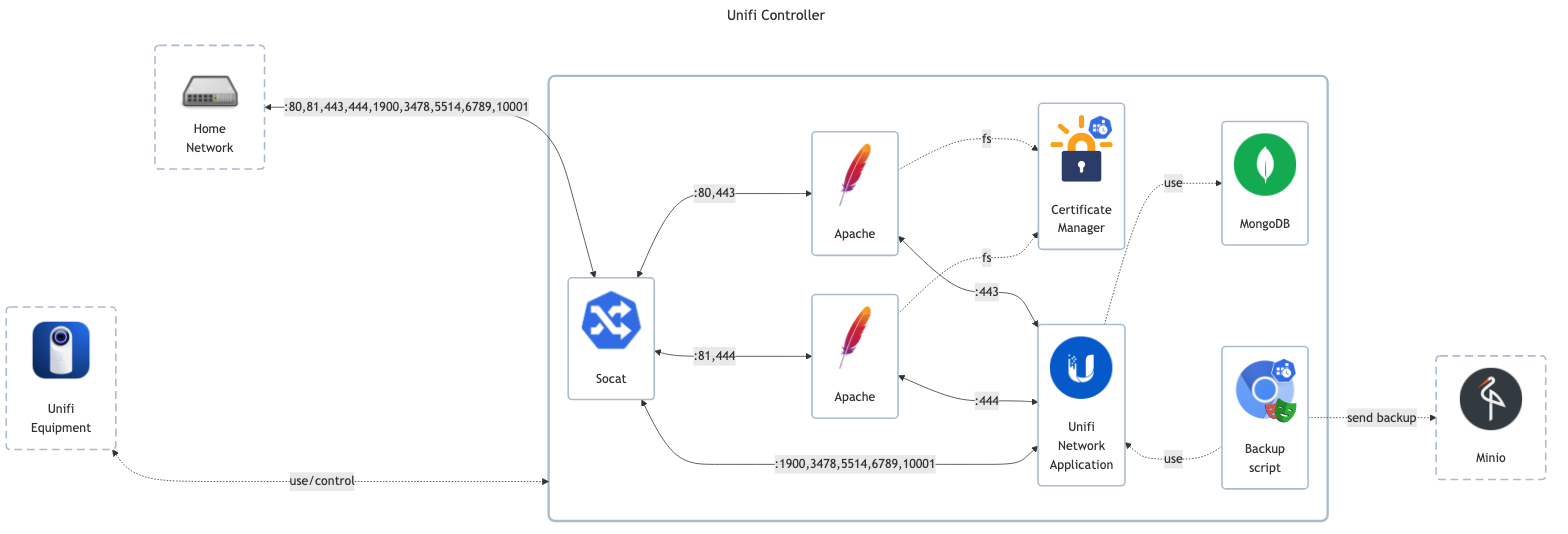 Unifi Controller
Home
Network
:80,81,443,444,1900,3478,5514,6789,10001
fs
Certificate
Manager
use
MongoDB
:80,443
Apache
fs
:443
Socat
:81,444
Apache
:444
Unifi
Equipment
Unifi
Network
Application
:1900,3478,5514,6789,10001
use
Backup
script
send backup
Minio
use/control